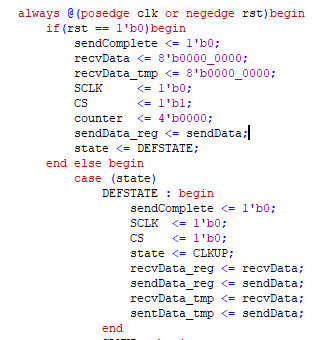 always @(posedge clk or negedge rst)begin
if(rst == 1'b0)begin
sendComplete <= 1'b0;
recvData <= 8'b0000_0000;
recvData_tmp <= 8'b0000_0000;
SCLK <= 1'b0;
CS <= 1'b1;
counter <= 4'b0000;
sendData_reg <= sendData;
state <= DEFSTATE;
end else begin
case (state)
DEFSTATE : begin
sendComplete <= 1'b0;
SCLK <= 1'b0;
CS <= 1'b0;
state <= CLKUP;
recvData_reg <= recvData;
sendData_reg <= sendData;
recvData_tmp <= recvData;
sentData_tmp <= sendData;
end